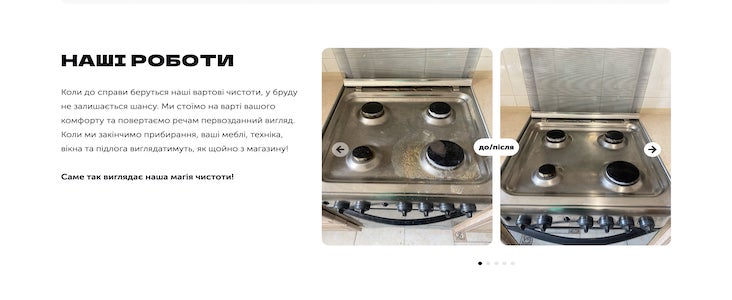 НАШІ РОБОТИ
Коли до справи беруться наші вартові чистоти, у бруду
не залишається шансу. Ми стоїмо на варті вашого
комфорту та повертаємо речам первозданний вигляд.
Коли ми закінчимо прибирання, ваші меблі, техніка,
вікна та підлога виглядатимуть, як щойно з магазину!
Саме так виглядає наша магія чистоти!
до/після